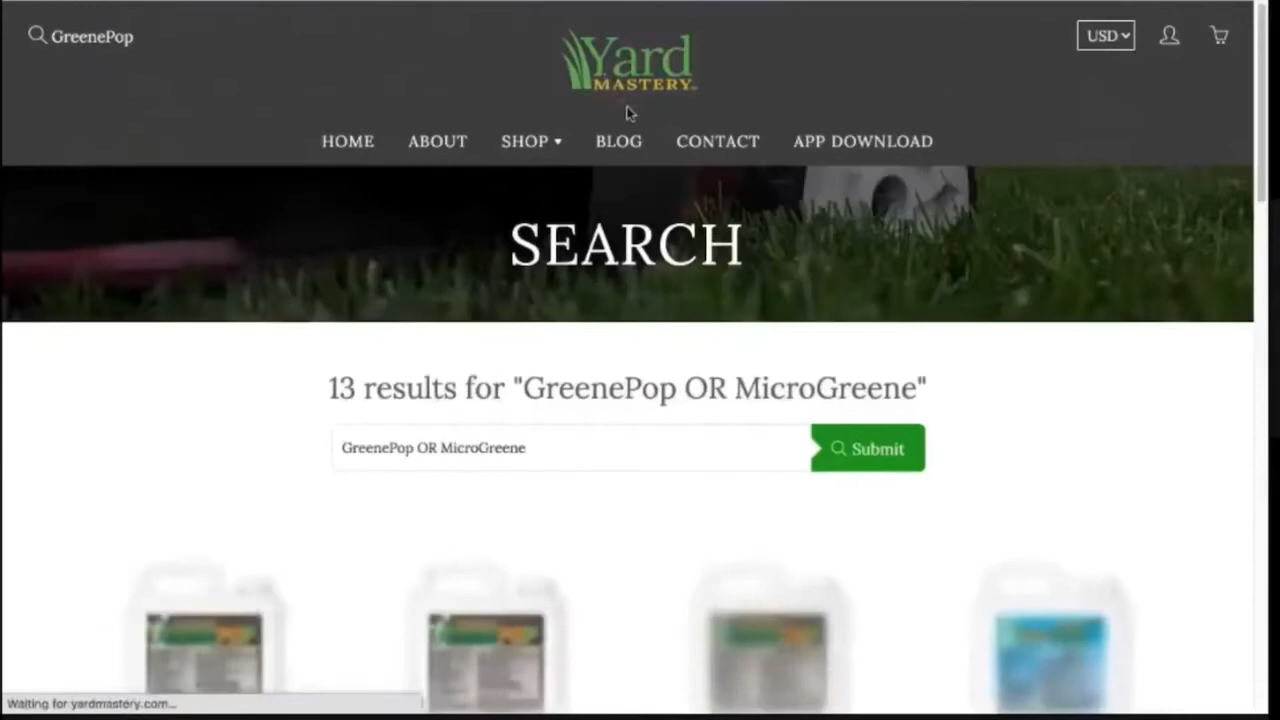 GreenePop
Yard
MASTERY
USD
HOME ABOUT SHOP BLOG CONTACT APP DOWNLOAD
SEARCH
13 results for "GreenePop OR MicroGreene"
GreenePop OR MicroGreene
Submit
Waiting for yardmastery.com...